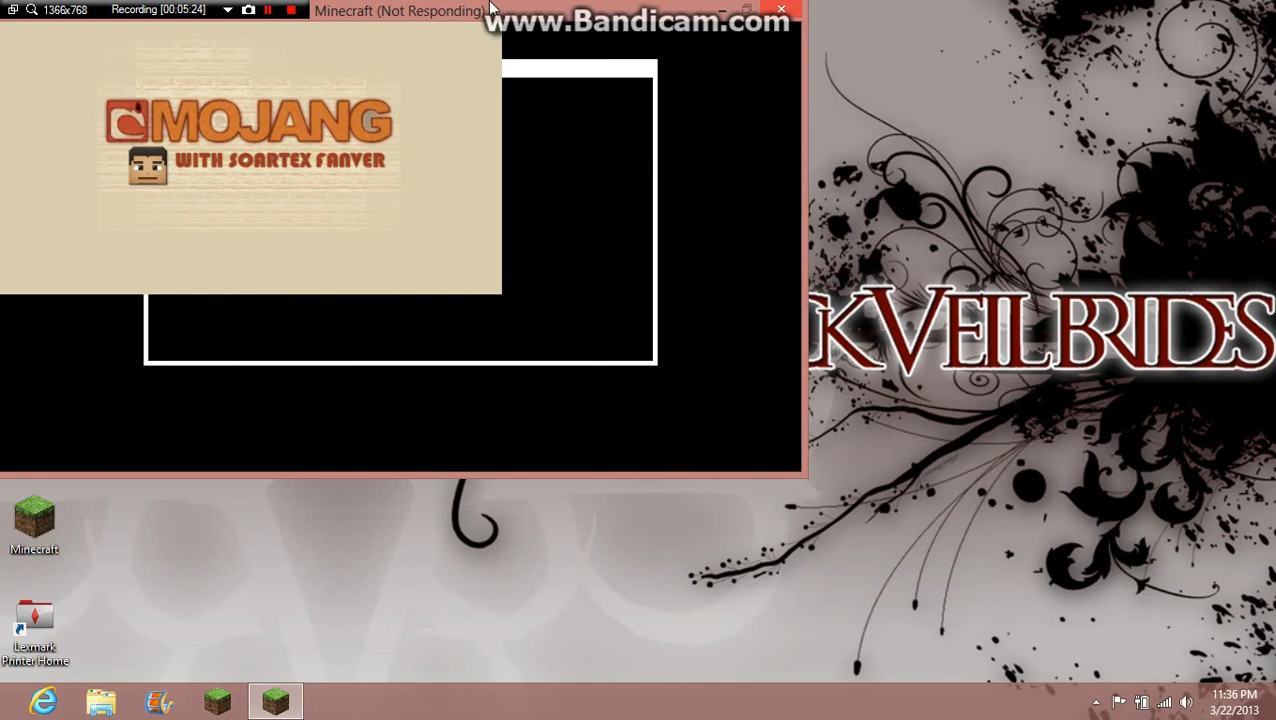 1366x768 Recording [00:05:24] Minecraft (Not Responding)
www.Bandicam.com
MOJANG
WITH SOARTEX FANVER
KVEILBRIDES
Minecraft
Lexmark
Printer Home
11:36 PM
3/22/2013